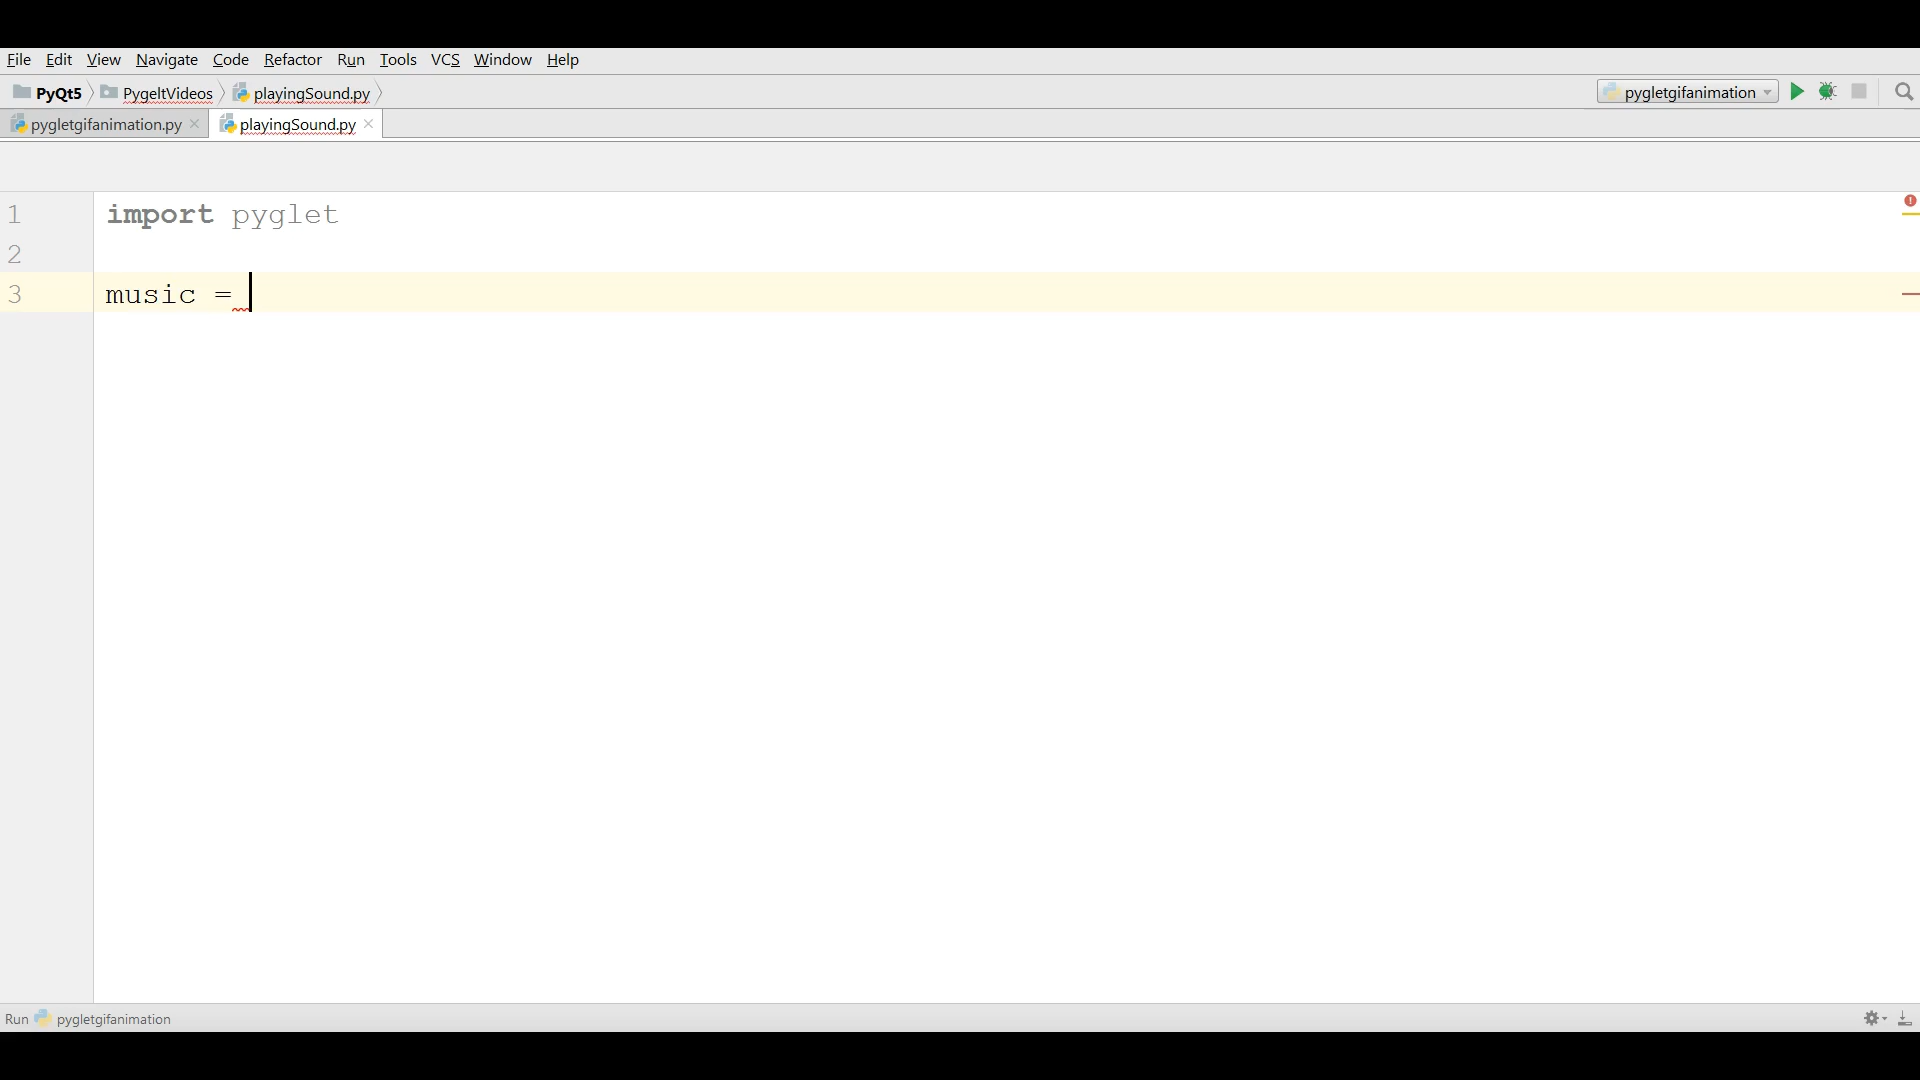 File Edit View Navigate Code Refactor Run Tools VCS Window Help
PyQt5 PygeltVideos playingSound.py pygletgifanimation
pygletgifanimation.py playingSound.py
1 import pyglet
2
3 music =
Run pygletgifanimation